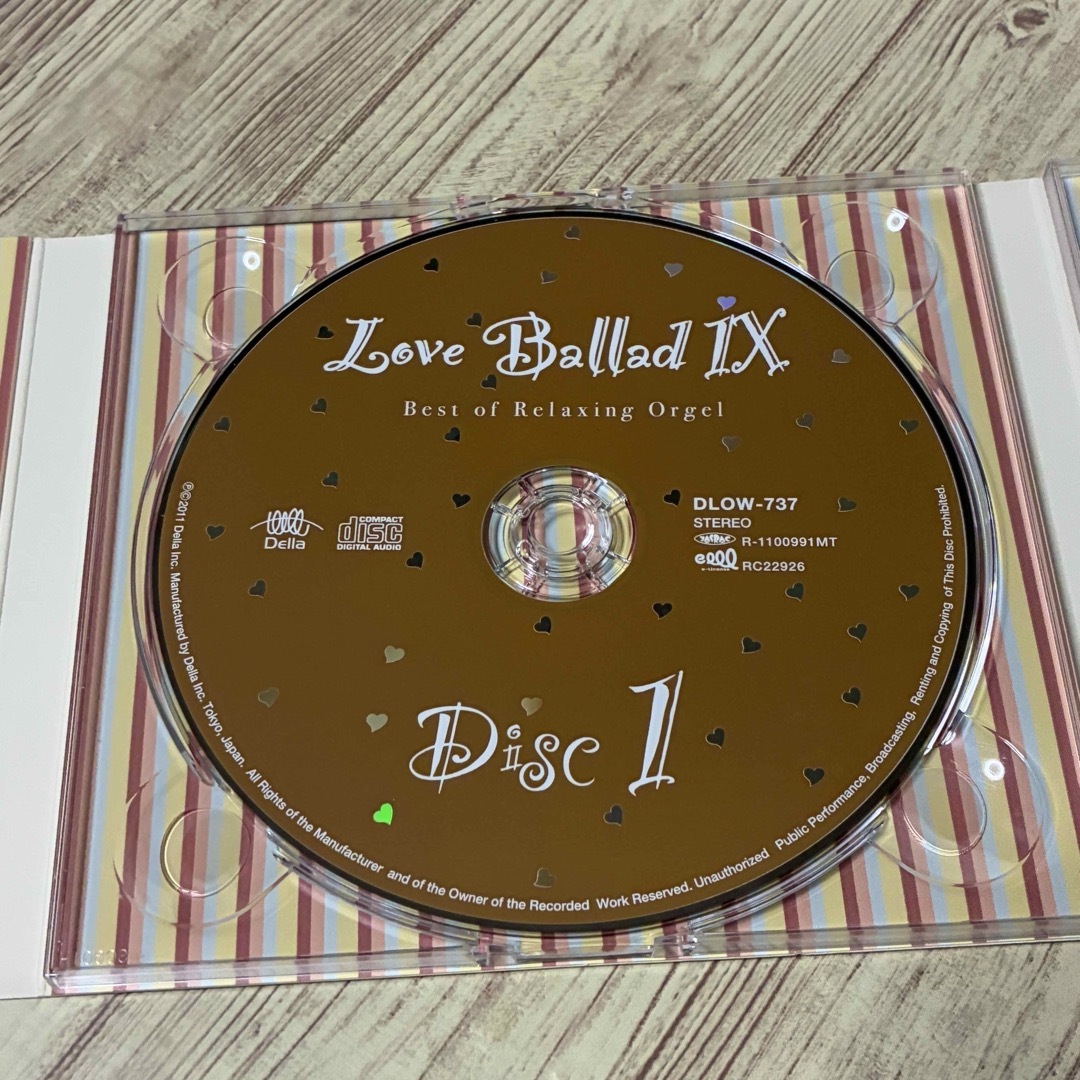 Love Ballad IX
Best of Relaxing Orgel
Della
COMPACT
disc
DIGITAL AUDIO
DLOW-737
STEREO
JASRAC R-1100991MT
e-License RC22926
Disc 1
℗©2011 Della Inc. Manufactured by Della Inc. Tokyo, Japan. All Rights of the Manufacturer and of the Owner of the Recorded Work Reserved. Unauthorized Public Performance, Broadcasting, Renting and Copying of This Disc Prohibited.